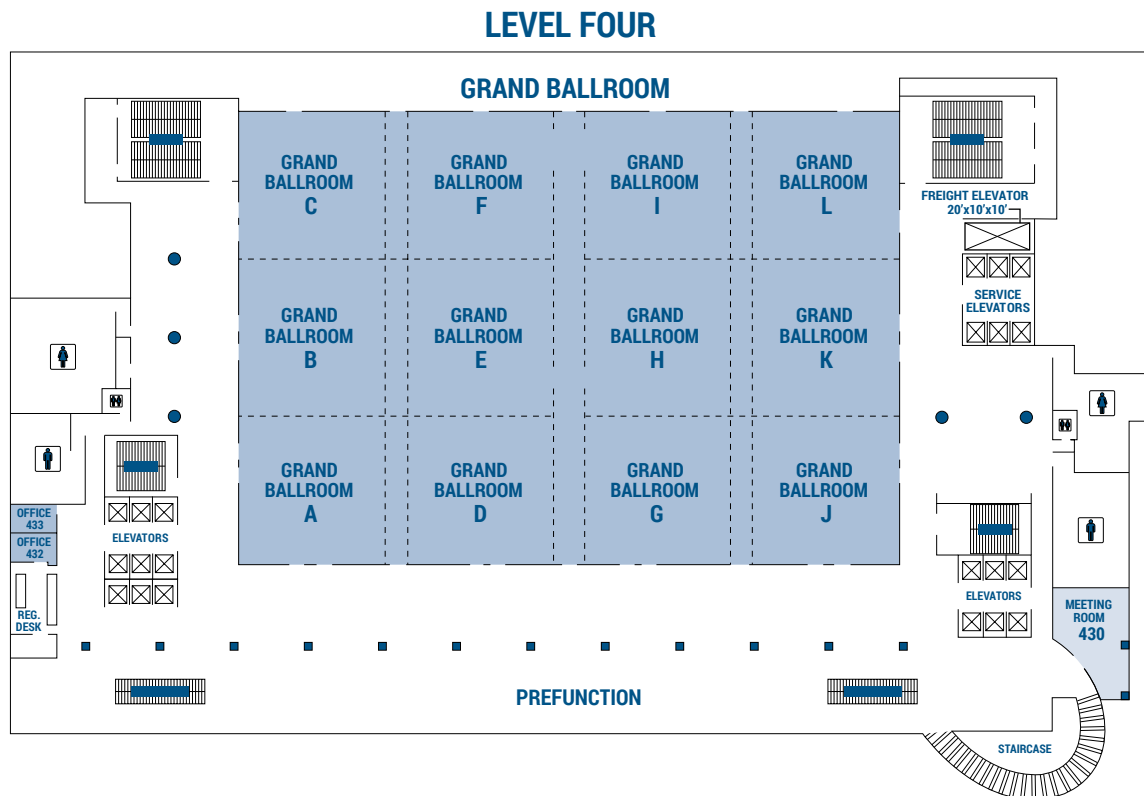 LEVEL FOUR
GRAND BALLROOM
GRAND
BALLROOM
C
GRAND
BALLROOM
F
GRAND
BALLROOM
I
GRAND
BALLROOM
L
FREIGHT ELEVATOR
20'x10'x10'
SERVICE
ELEVATORS
GRAND
BALLROOM
B
GRAND
BALLROOM
E
GRAND
BALLROOM
H
GRAND
BALLROOM
K
GRAND
BALLROOM
A
GRAND
BALLROOM
D
GRAND
BALLROOM
G
GRAND
BALLROOM
J
OFFICE
433
OFFICE
432
ELEVATORS
REG.
DESK
ELEVATORS
MEETING
ROOM
430
PREFUNCTION
STAIRCASE